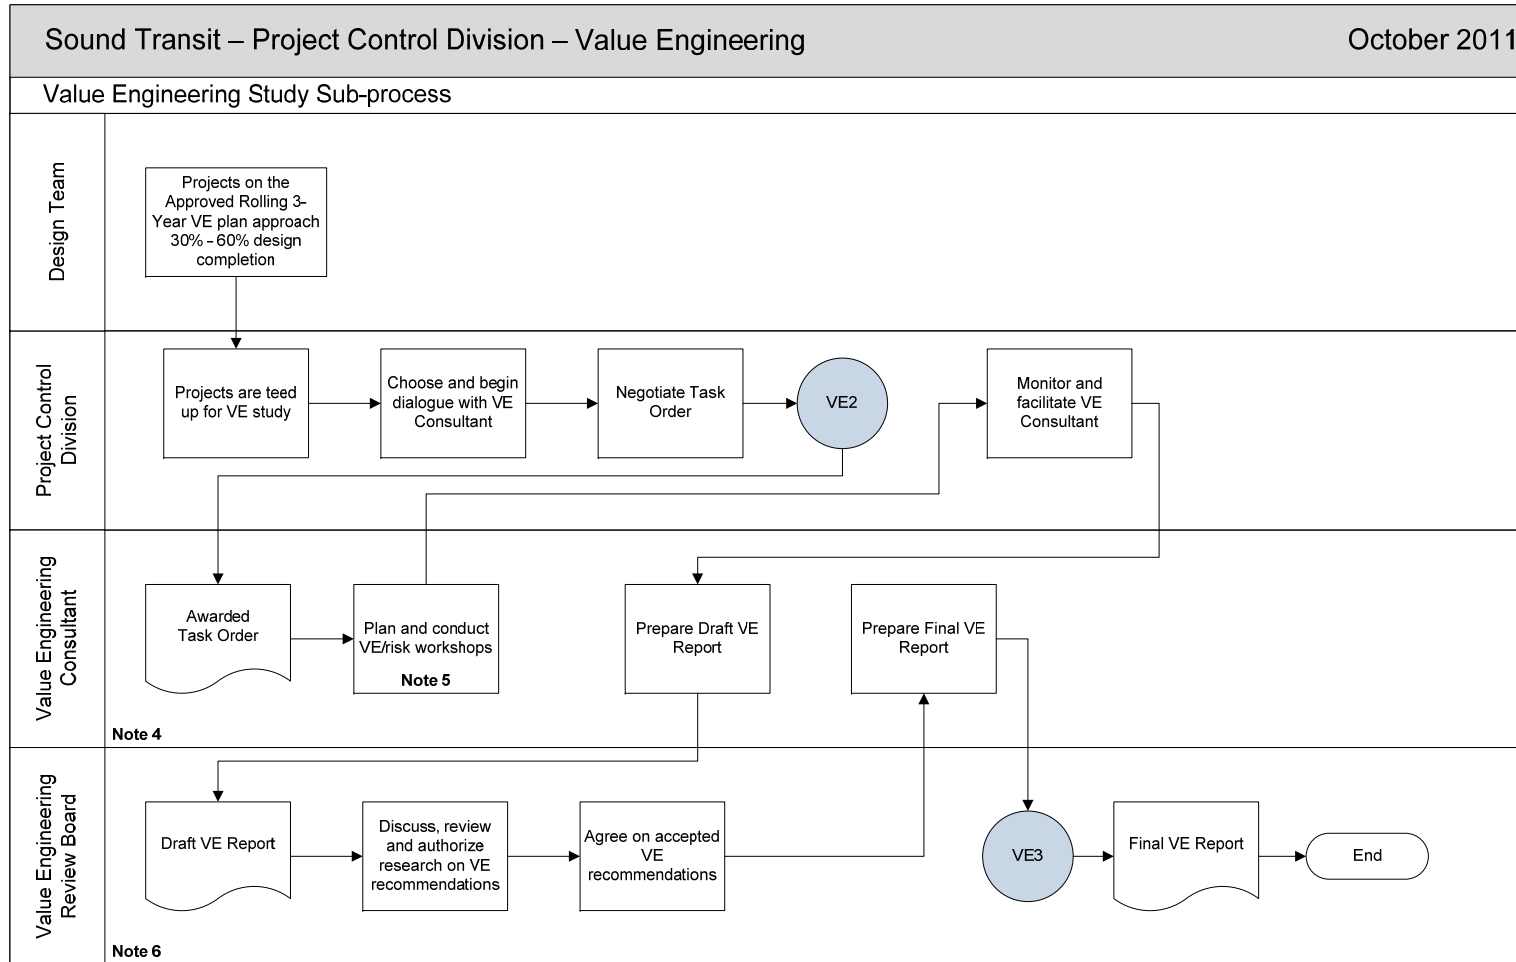 Sound Transit – Project Control Division – Value Engineering
October 2011
Value Engineering Study Sub-process
Design Team
Projects on the
Approved Rolling 3-
Year VE plan approach
30% – 60% design
completion
Project Control
Division
Projects are teed
up for VE study
Choose and begin
dialogue with VE
Consultant
Negotiate Task
Order
VE2
Monitor and
facilitate VE
Consultant
Value Engineering
Consultant
Awarded
Task Order
Plan and conduct
VE/risk workshops
Note 5
Prepare Draft VE
Report
Prepare Final VE
Report
Note 4
Value Engineering
Review Board
Draft VE Report
Discuss, review
and authorize
research on VE
recommendations
Agree on accepted
VE
recommendations
VE3
Final VE Report
End
Note 6